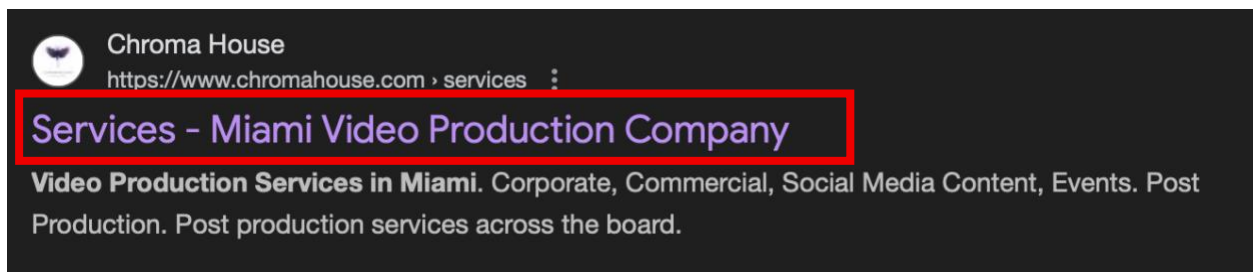 Chroma House
https://www.chromahouse.com › services
Services - Miami Video Production Company
Video Production Services in Miami. Corporate, Commercial, Social Media Content, Events. Post
Production. Post production services across the board.